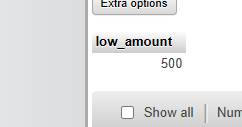 Extra options
low_amount
500
Show all